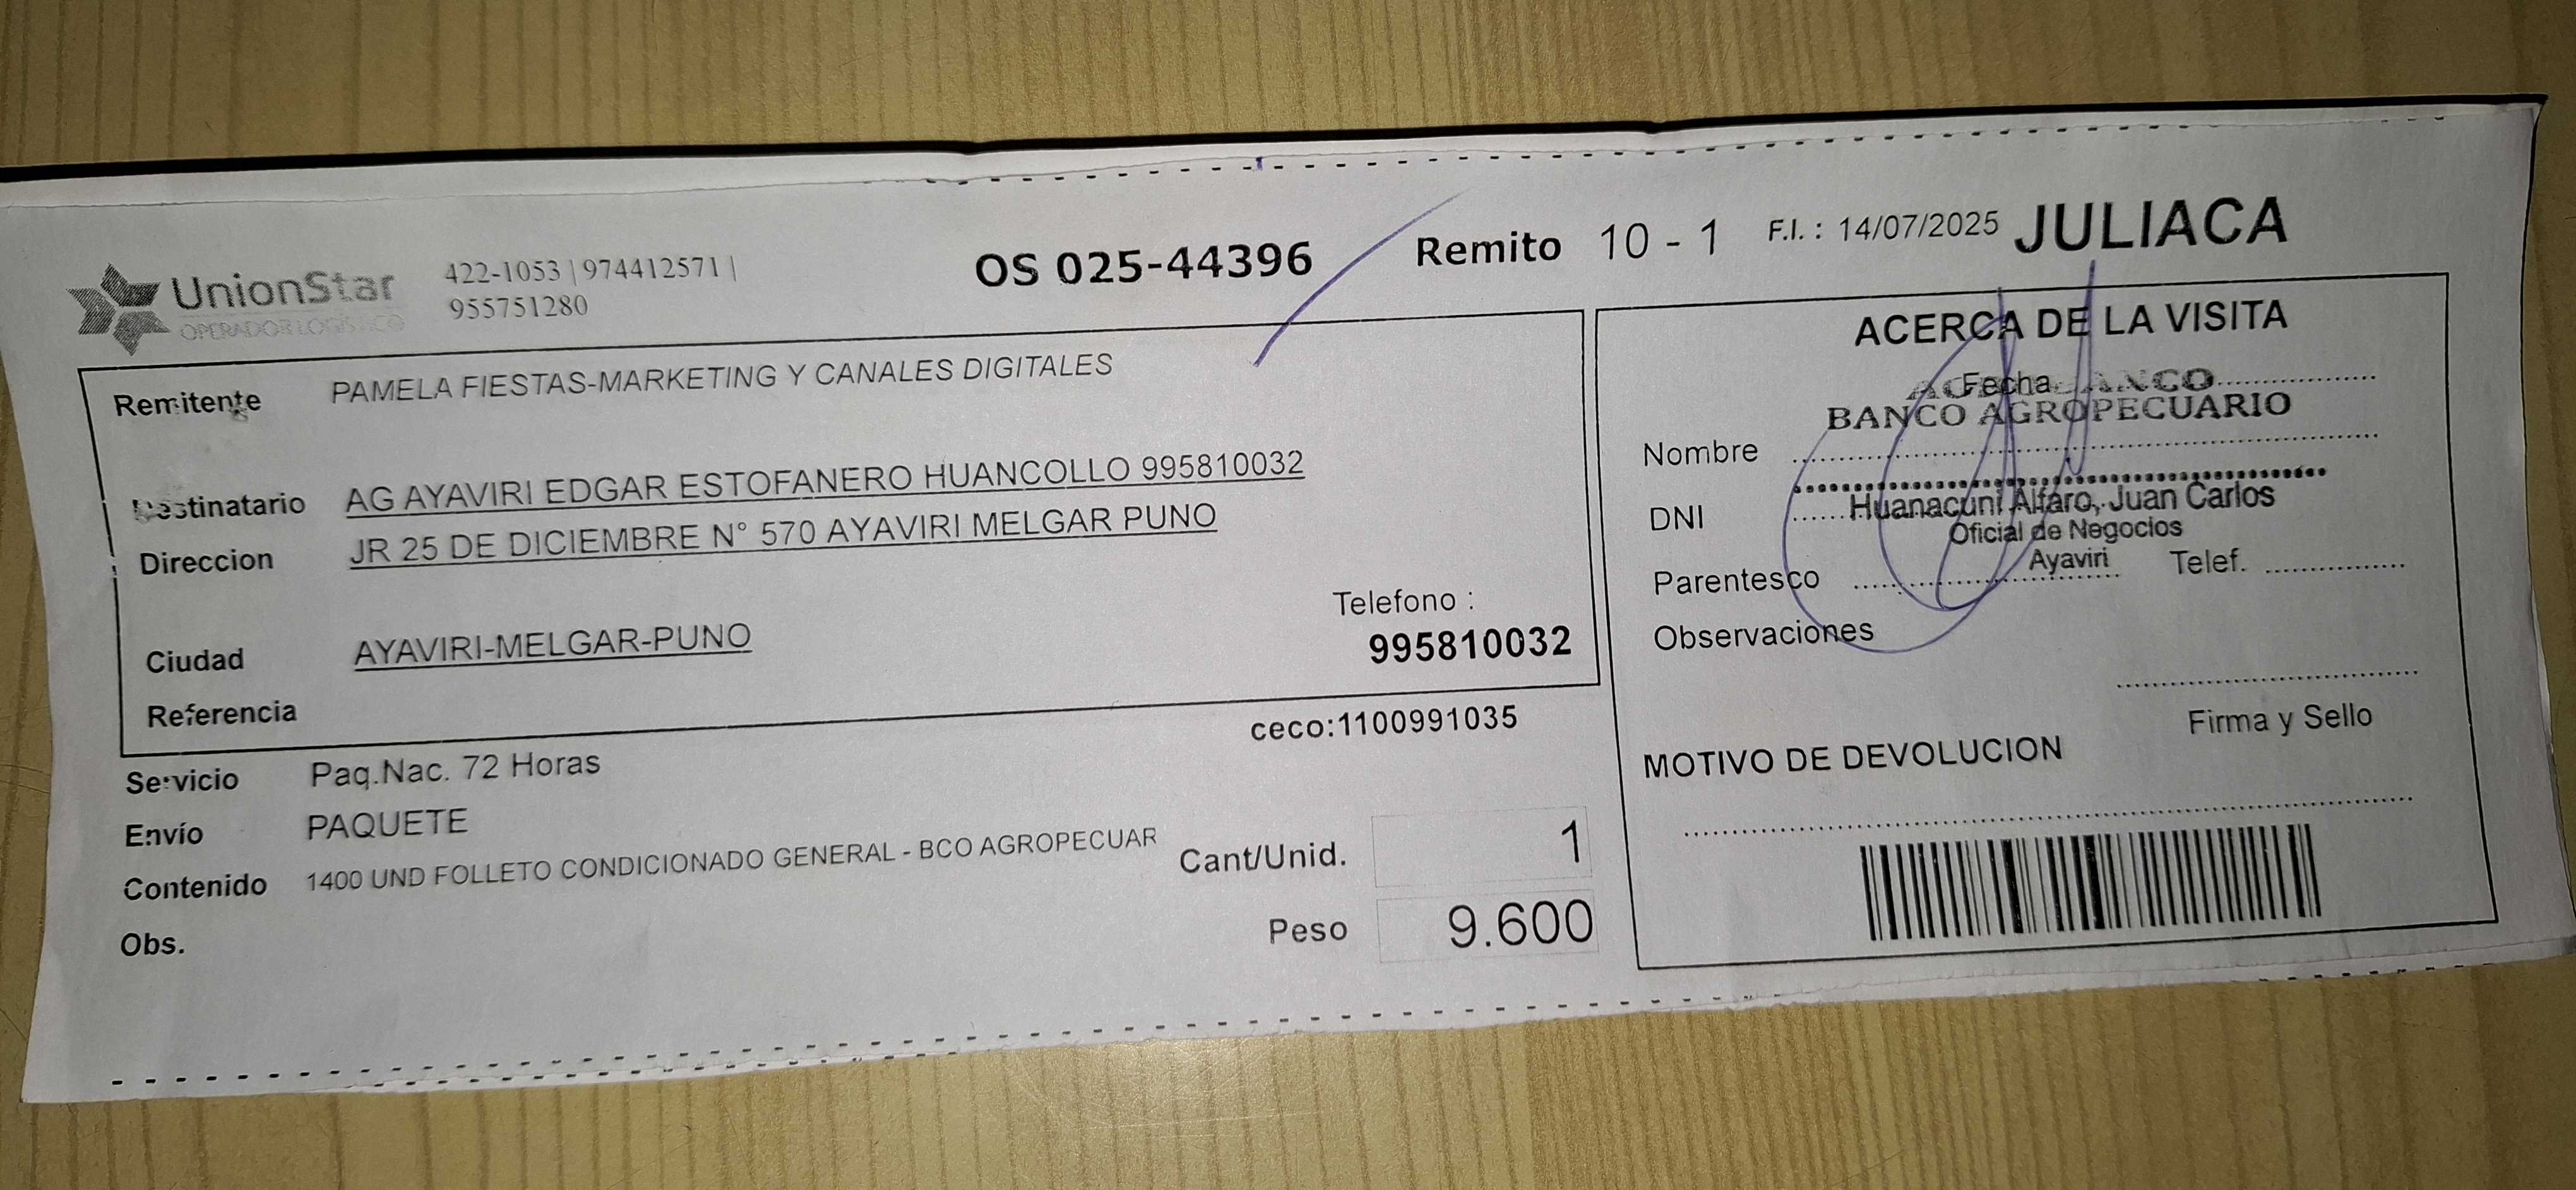 UnionStar
OPERADOR LOGISTICO
422-1053 | 974412571 |
955751280
OS 025-44396
Remito 10 - 1
F.I. : 14/07/2025
JULIACA
Remitente PAMELA FIESTAS-MARKETING Y CANALES DIGITALES
Destinatario AG AYAVIRI EDGAR ESTOFANERO HUANCOLLO 995810032
Direccion JR 25 DE DICIEMBRE N° 570 AYAVIRI MELGAR PUNO
Telefono :
Ciudad AYAVIRI-MELGAR-PUNO 995810032
Referencia
ceco:1100991035
Servicio Paq.Nac. 72 Horas
Envío PAQUETE
Contenido 1400 UND FOLLETO CONDICIONADO GENERAL - BCO AGROPECUAR
Cant/Unid. 1
Obs.
Peso 9.600
ACERCA DE LA VISITA
Fecha
BANCO AGROPECUARIO
Nombre
DNI
Huanacuni Alfaro, Juan Carlos
Oficial de Negocios
Ayaviri
Parentesco Telef.
Observaciones
Firma y Sello
MOTIVO DE DEVOLUCION